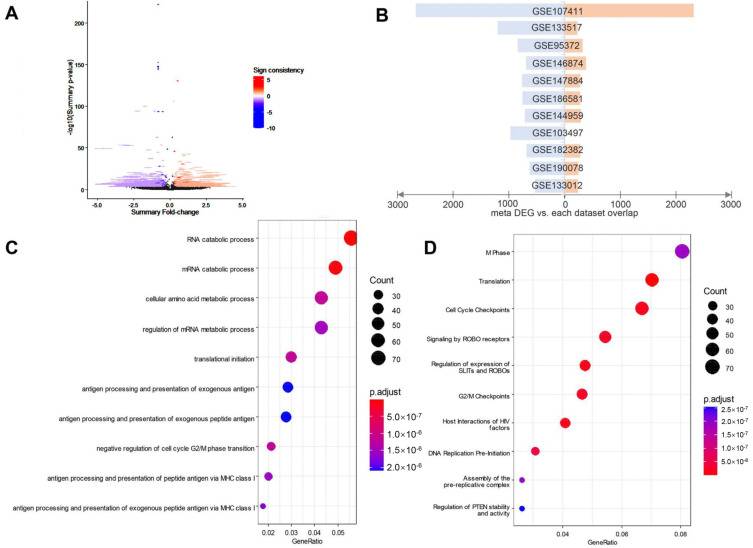 A
-log10(Summary p-value)
200
150
100
50
0
-5.0
-2.5
0.0
2.5
5.0
Summary Fold-change
Sign consistency
5
0
-5
-10
B
GSE107411
GSE133517
GSE95372
GSE146874
GSE147884
GSE186581
GSE144959
GSE103497
GSE182382
GSE190078
GSE133012
3000 2000 1000 0 1000 2000 3000
meta DEG vs. each dataset overlap
C
RNA catabolic process
mRNA catabolic process
cellular amino acid metabolic process
regulation of mRNA metabolic process
translational initiation
antigen processing and presentation of exogenous antigen
antigen processing and presentation of exogenous peptide antigen
negative regulation of cell cycle G2/M phase transition
antigen processing and presentation of peptide antigen via MHC class I
antigen processing and presentation of exogenous peptide antigen via MHC class I
0.02 0.03 0.04 0.05
GeneRatio
Count
30
40
50
60
70
p.adjust
5.0×10⁻⁷
1.0×10⁻⁶
1.5×10⁻⁶
2.0×10⁻⁶
D
M Phase
Translation
Cell Cycle Checkpoints
Signaling by ROBO receptors
Regulation of expression of
SLITs and ROBOs
G2/M Checkpoints
Host Interactions of HIV
factors
DNA Replication Pre-Initiation
Assembly of the
pre-replicative complex
Regulation of PTEN stability
and activity
0.04 0.06 0.08
GeneRatio
Count
30
40
50
60
70
p.adjust
2.5×10⁻⁷
2.0×10⁻⁷
1.5×10⁻⁷
1.0×10⁻⁷
5.0×10⁻⁸